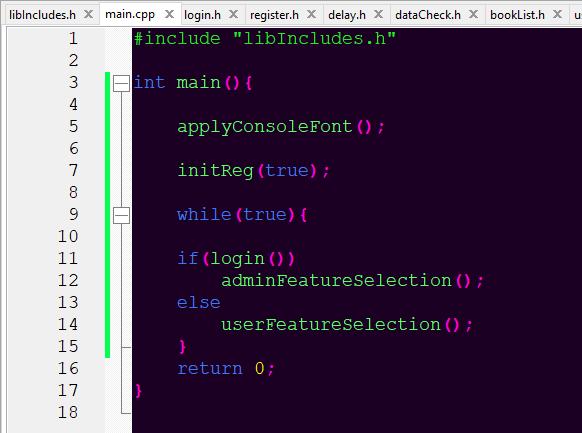 libIncludes.h x main.cpp x login.h x register.h x delay.h x dataCheck.h x bookList.h x
1 #include "libIncludes.h"
2
3 int main(){
4
5 applyConsoleFont();
6
7 initReg(true);
8
9 while(true){
10
11 if(login())
12 adminFeatureSelection();
13 else
14 userFeatureSelection();
15 }
16 return 0;
17 }
18